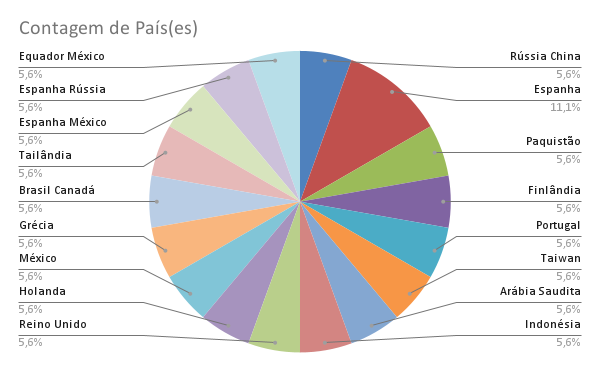 Contagem de País(es)
Equador México
5,6%
Espanha Rússia
5,6%
Espanha México
5,6%
Tailândia
5,6%
Brasil Canadá
5,6%
Grécia
5,6%
México
5,6%
Holanda
5,6%
Reino Unido
5,6%
Rússia China
5,6%
Espanha
11,1%
Paquistão
5,6%
Finlândia
5,6%
Portugal
5,6%
Taiwan
5,6%
Arábia Saudita
5,6%
Indonésia
5,6%